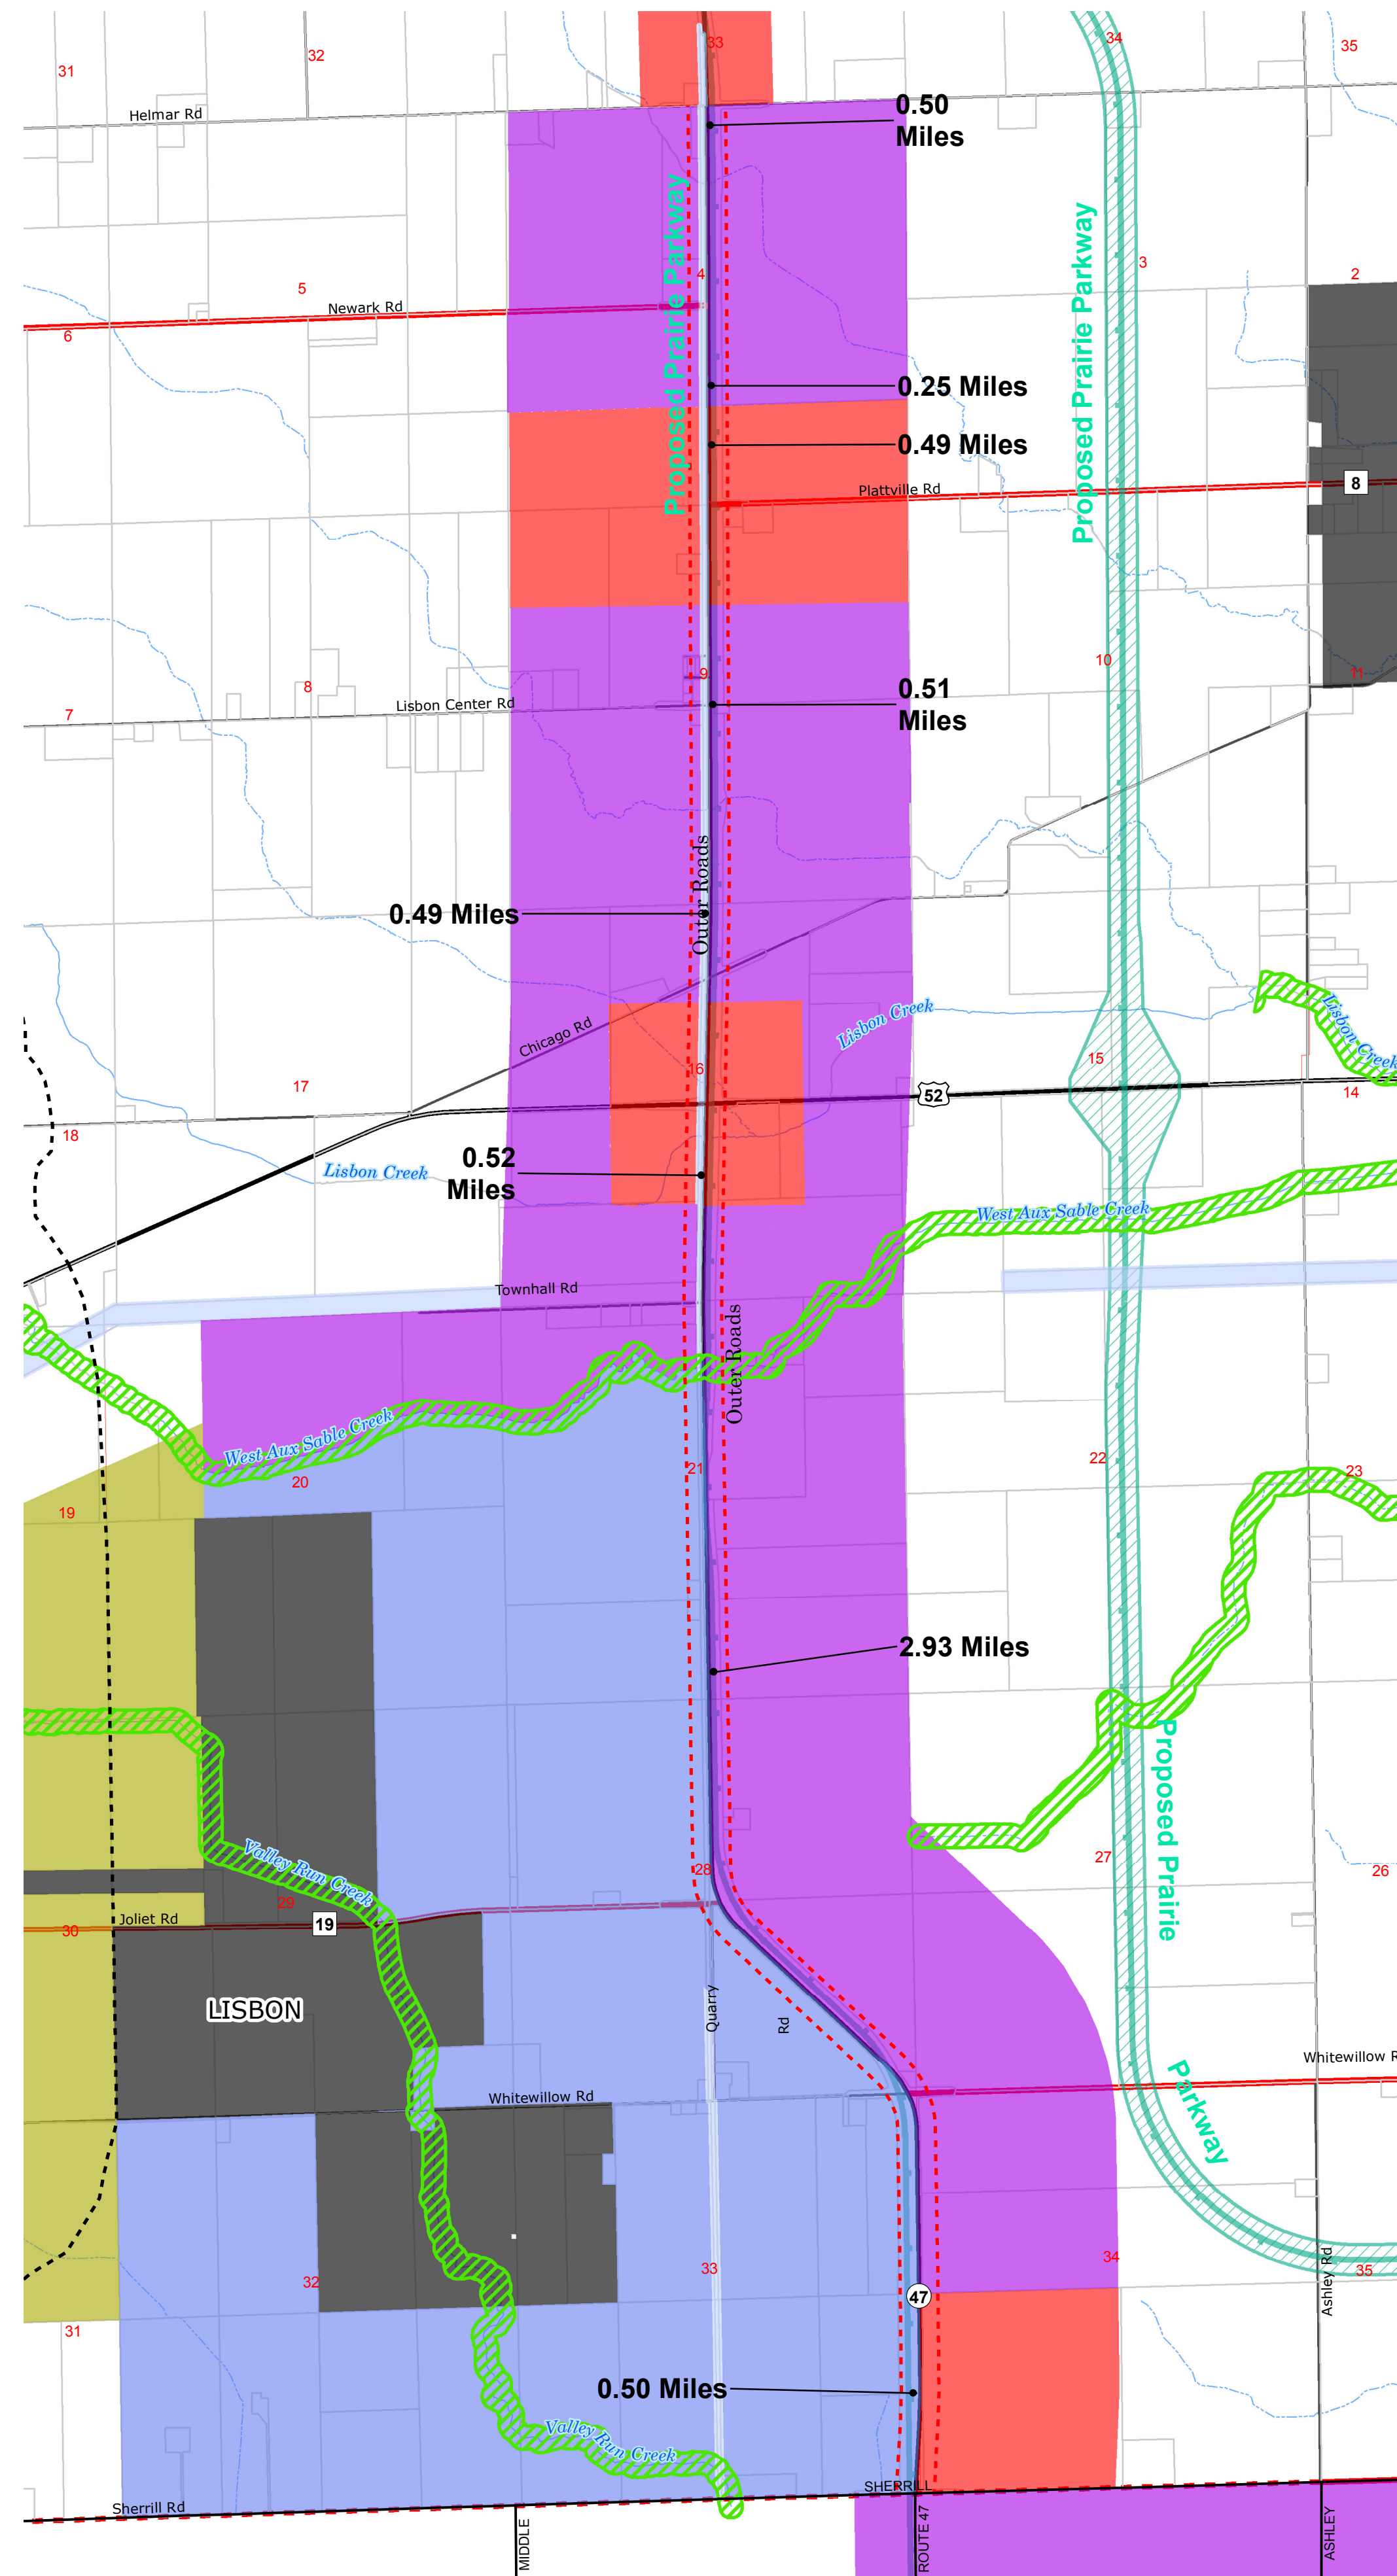 33
34
32
35
31
0.50
Miles
Helmar Rd
Proposed Prairie Parkway
Proposed Prairie Parkway
3
4
2
5
Newark Rd
6
0.25 Miles
0.49 Miles
Plattville Rd
8
10
9
11
8
0.51
Miles
Lisbon Center Rd
7
Outer Roads
0.49 Miles
Lisbon Creek
Lisbon Creek
Chicago Rd
15
16
17
14
52
18
0.52
Miles
Lisbon Creek
West Aux Sable Creek
Townhall Rd
Outer Roads
West Aux Sable Creek
22
21
23
20
19
2.93 Miles
Proposed Prairie
Parkway
Valley Run Creek
27
28
26
29
19
Joliet Rd
30
LISBON
Quarry
Rd
Whitewillow R
Whitewillow Rd
34
33
35
32
Ashley Rd
47
31
0.50 Miles
Valley Run Creek
SHERRILL
Sherrill Rd
MIDDLE
ROUTE 47
ASHLEY